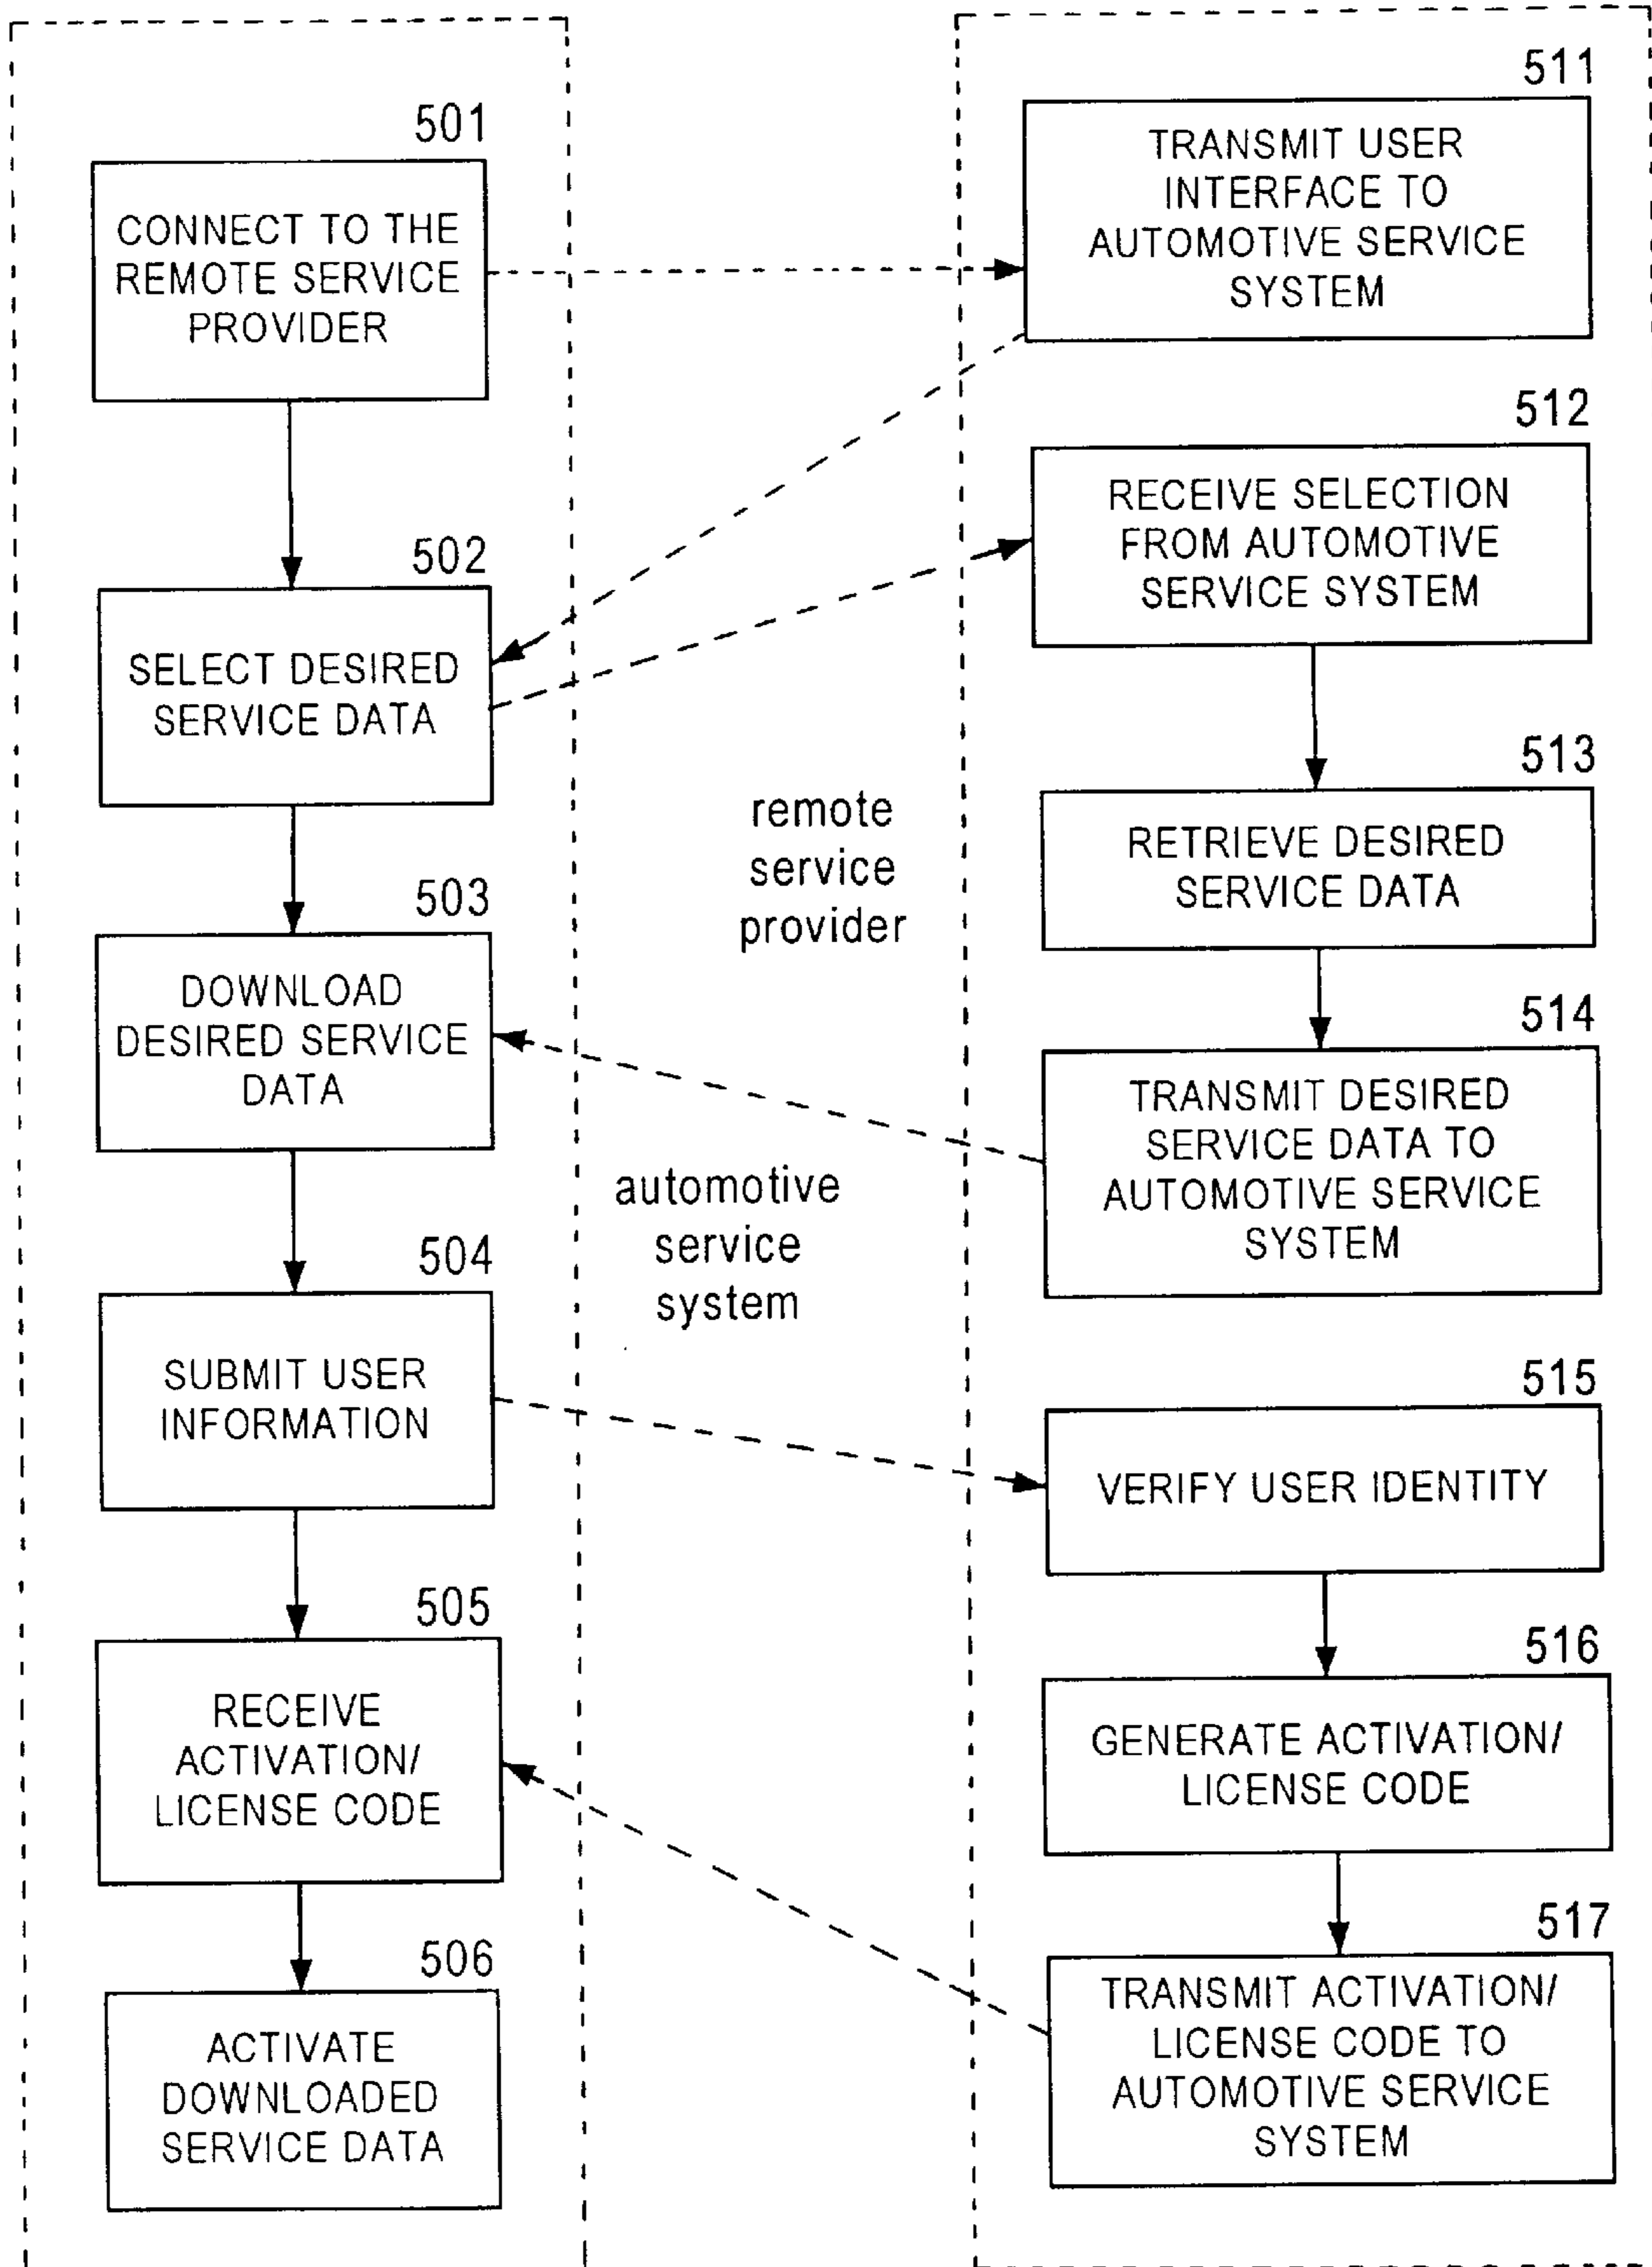 501
CONNECT TO THE
REMOTE SERVICE
PROVIDER
502
SELECT DESIRED
SERVICE DATA
503
DOWNLOAD
DESIRED SERVICE
DATA
504
SUBMIT USER
INFORMATION
505
RECEIVE
ACTIVATION/
LICENSE CODE
506
ACTIVATE
DOWNLOADED
SERVICE DATA
remote
service
provider
automotive
service
system
511
TRANSMIT USER
INTERFACE TO
AUTOMOTIVE SERVICE
SYSTEM
512
RECEIVE SELECTION
FROM AUTOMOTIVE
SERVICE SYSTEM
513
RETRIEVE DESIRED
SERVICE DATA
514
TRANSMIT DESIRED
SERVICE DATA TO
AUTOMOTIVE SERVICE
SYSTEM
515
VERIFY USER IDENTITY
516
GENERATE ACTIVATION/
LICENSE CODE
517
TRANSMIT ACTIVATION/
LICENSE CODE TO
AUTOMOTIVE SERVICE
SYSTEM